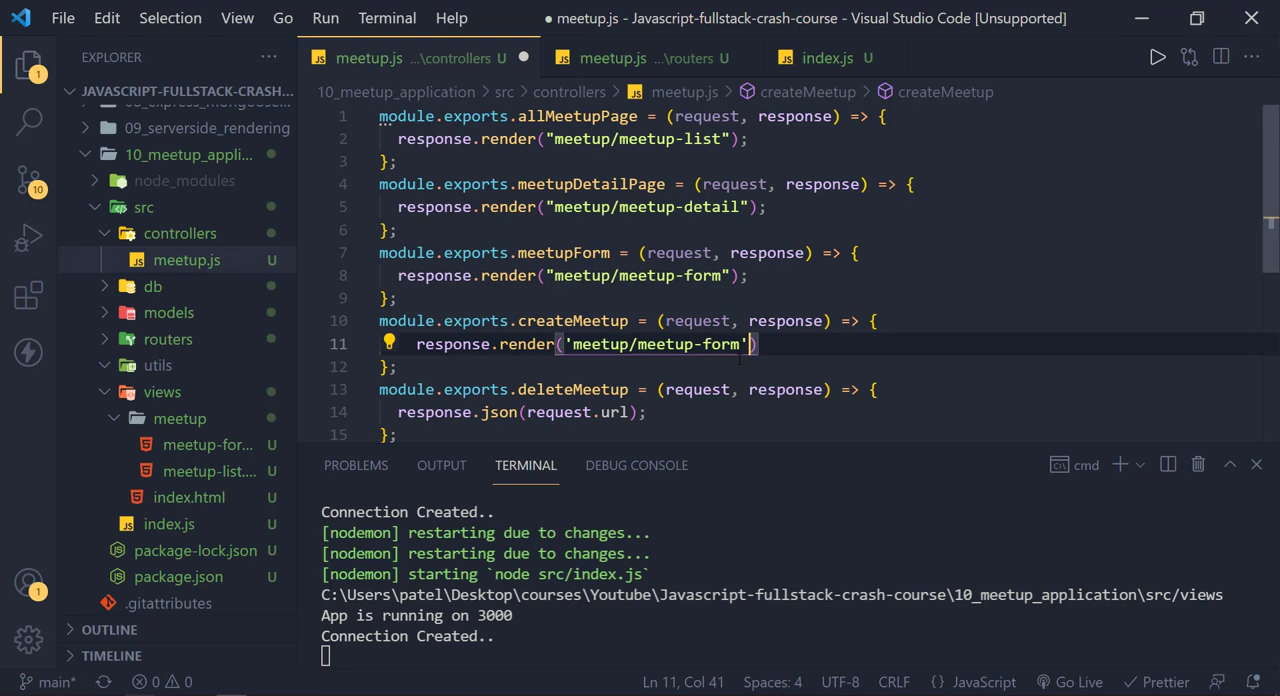 File Edit Selection View Go Run Terminal Help
● meetup.js - Javascript-fullstack-crash-course - Visual Studio Code [Unsupported]
EXPLORER
JAVASCRIPT-FULLSTACK-CRASH...
09_serverside_rendering
10_meetup_appli...
node_modules
src
controllers
meetup.js U
db
models
routers
utils
views
meetup
meetup-for... U
meetup-list.... U
index.html U
index.js U
package-lock.json U
package.json U
.gitattributes
OUTLINE
TIMELINE
1
10
1
JS meetup.js ...\controllers U
JS meetup.js ...\routers U
JS index.js U
10_meetup_application > src > controllers > JS meetup.js > createMeetup > createMeetup
1 module.exports.allMeetupPage = (request, response) => {
2 response.render("meetup/meetup-list");
3 };
4 module.exports.meetupDetailPage = (request, response) => {
5 response.render("meetup/meetup-detail");
6 };
7 module.exports.meetupForm = (request, response) => {
8 response.render("meetup/meetup-form");
9 };
10 module.exports.createMeetup = (request, response) => {
11 response.render('meetup/meetup-form')
12 };
13 module.exports.deleteMeetup = (request, response) => {
14 response.json(request.url);
15 };
PROBLEMS OUTPUT TERMINAL DEBUG CONSOLE
cmd
Connection Created..
[nodemon] restarting due to changes...
[nodemon] restarting due to changes...
[nodemon] starting `node src/index.js`
C:\Users\patel\Desktop\courses\Youtube\Javascript-fullstack-crash-course\10_meetup_application\src/views
App is running on 3000
Connection Created..
main* 0 0 Ln 11, Col 41 Spaces: 4 UTF-8 CRLF {} JavaScript Go Live Prettier